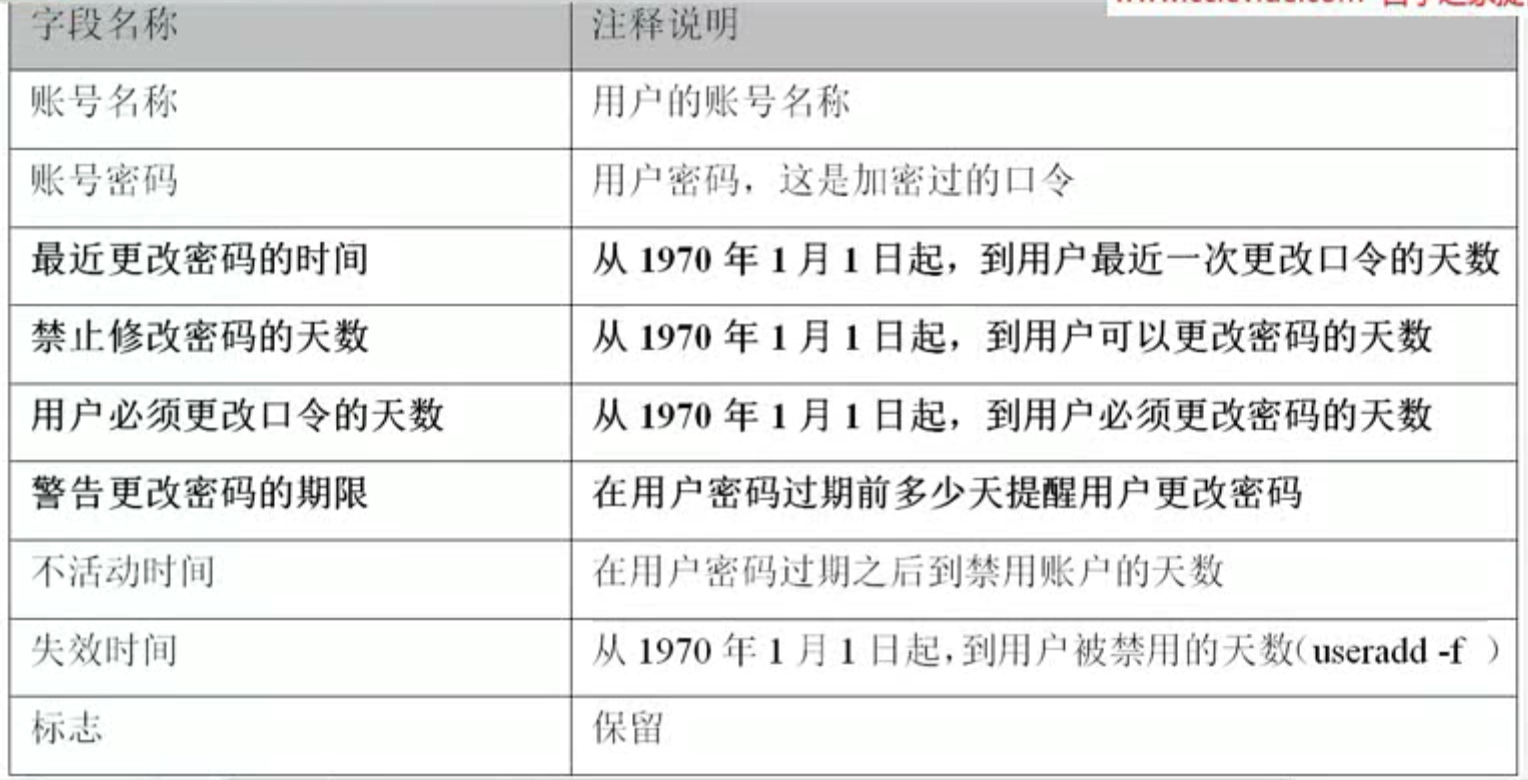 字段名称 注释说明
账号名称 用户的账号名称
账号密码 用户密码，这是加密过的口令
最近更改密码的时间 从 1970 年 1 月 1 日起，到用户最近一次更改口令的天数
禁止修改密码的天数 从 1970 年 1 月 1 日起，到用户可以更改密码的天数
用户必须更改口令的天数 从 1970 年 1 月 1 日起，到用户必须更改密码的天数
警告更改密码的期限 在用户密码过期前多少天提醒用户更改密码
不活动时间 在用户密码过期之后到禁用账户的天数
失效时间 从 1970 年 1 月 1 日起,到用户被禁用的天数(useradd -f )
标志 保留